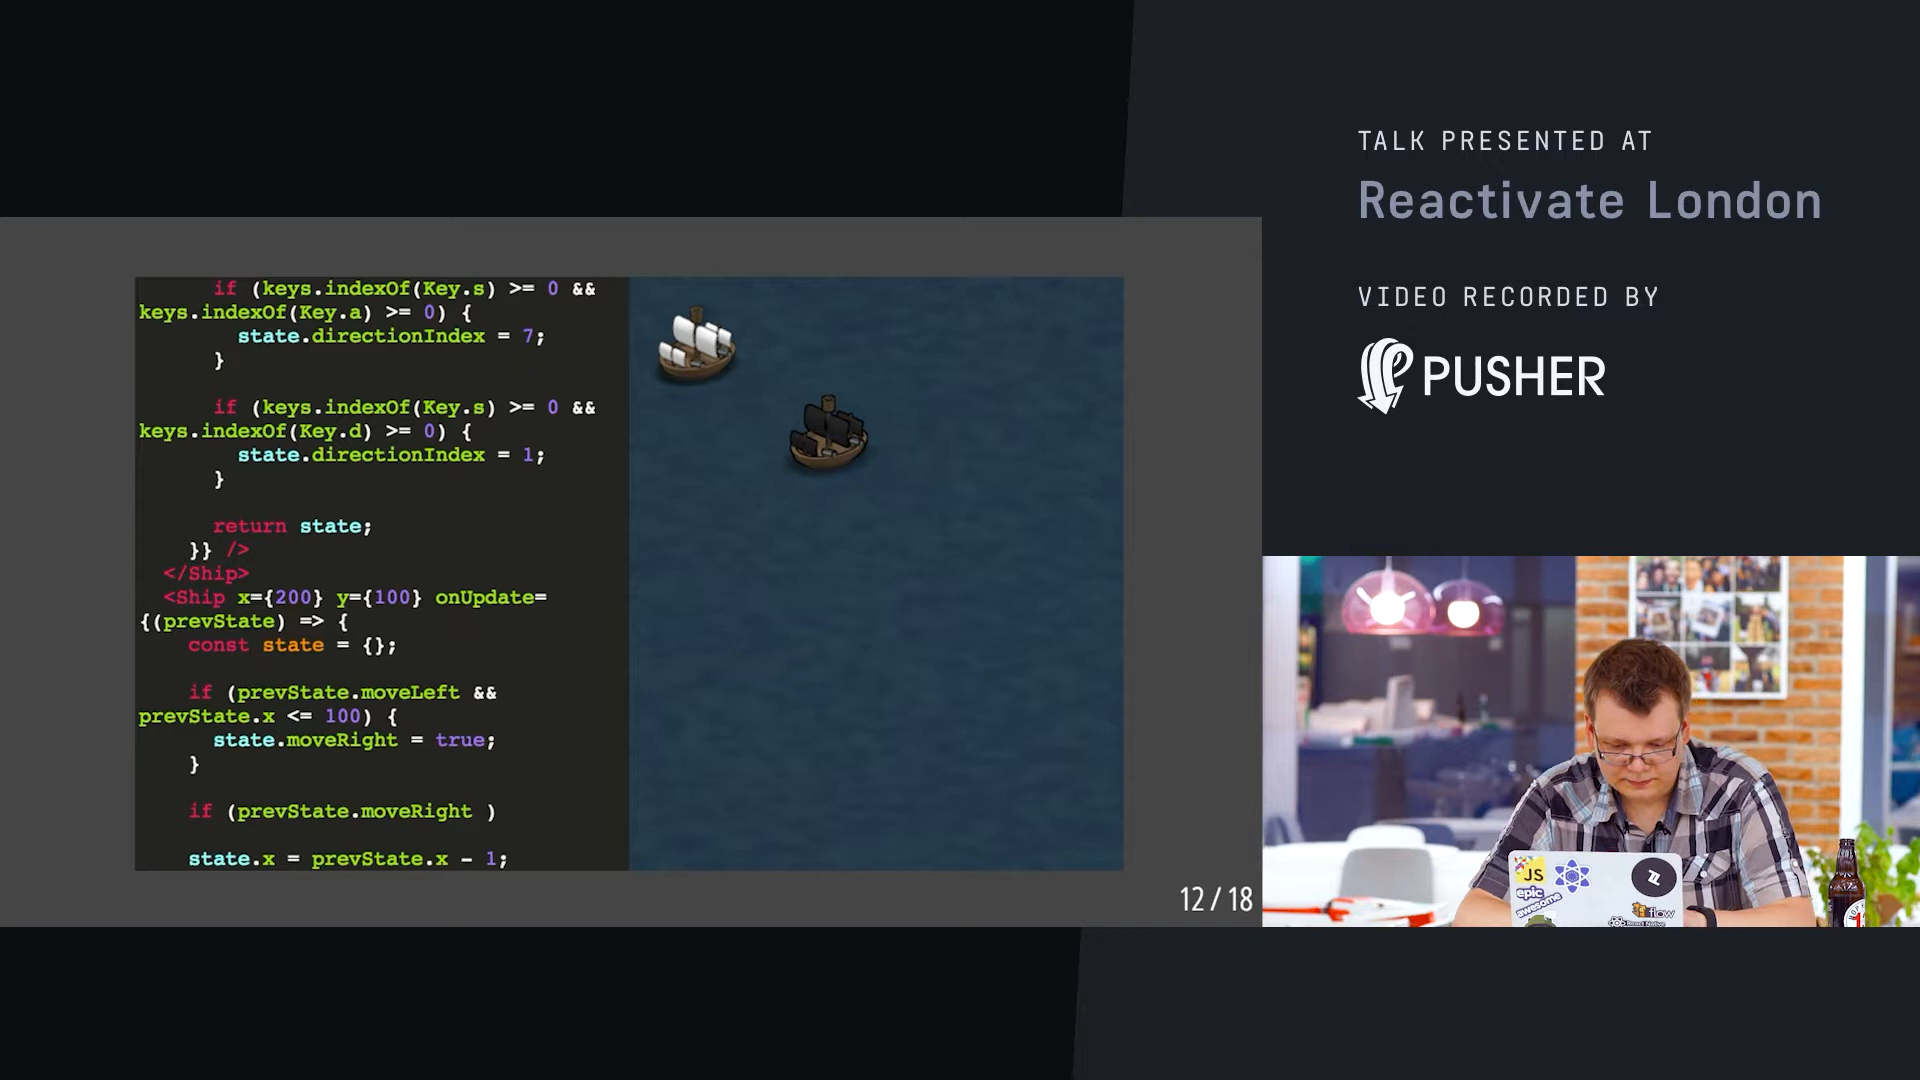 if (keys.indexOf(Key.s) >= 0 &&
keys.indexOf(Key.a) >= 0) {
state.directionIndex = 7;
}
if (keys.indexOf(Key.s) >= 0 &&
keys.indexOf(Key.d) >= 0) {
state.directionIndex = 1;
}
return state;
}} />
</Ship>
<Ship x={200} y={100} onUpdate=
{(prevState) => {
const state = {};
if (prevState.moveLeft &&
prevState.x <= 100) {
state.moveRight = true;
}
if (prevState.moveRight )
state.x = prevState.x - 1;
12 / 18
TALK PRESENTED AT
Reactivate London
VIDEO RECORDED BY
PUSHER
JS
epic
awesome
flow
React Native